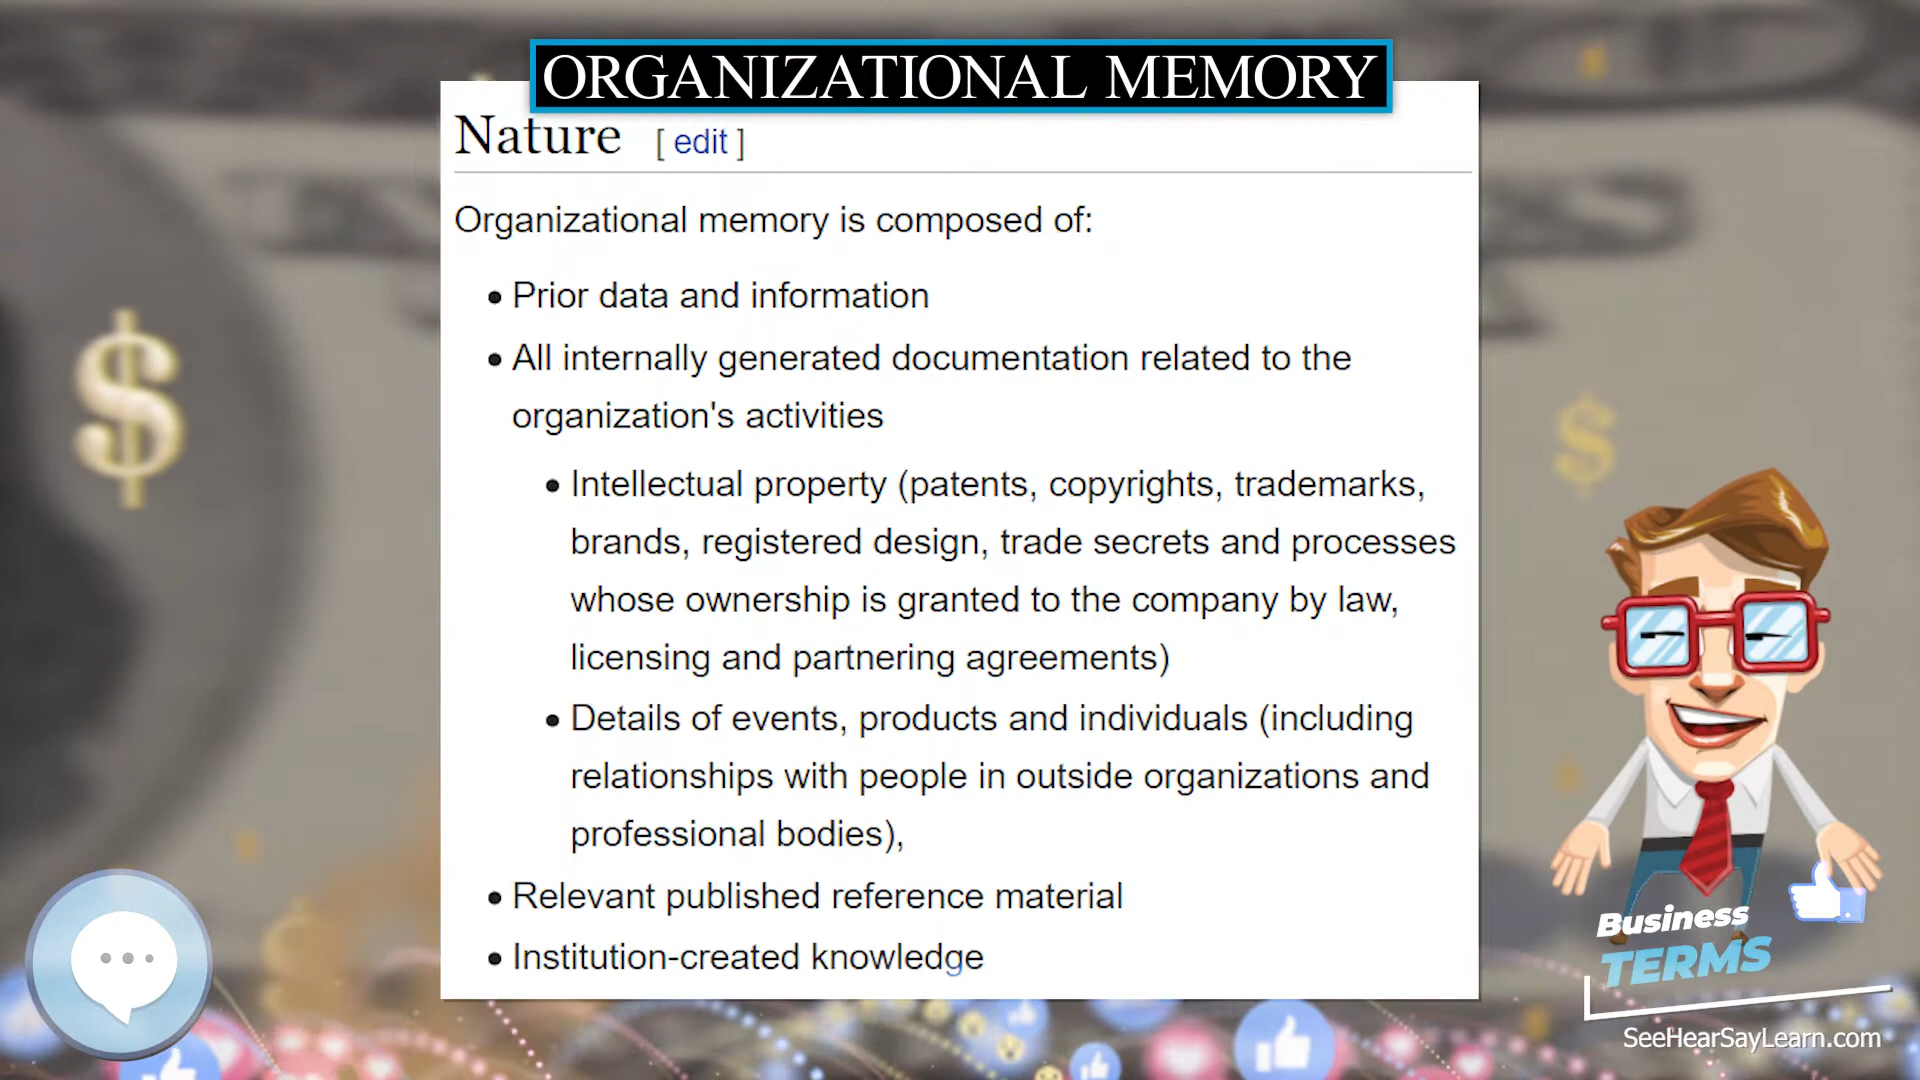 ORGANIZATIONAL MEMORY
Nature [ edit ]
Organizational memory is composed of:
• Prior data and information
• All internally generated documentation related to the
organization's activities
• Intellectual property (patents, copyrights, trademarks,
brands, registered design, trade secrets and processes
whose ownership is granted to the company by law,
licensing and partnering agreements)
• Details of events, products and individuals (including
relationships with people in outside organizations and
professional bodies),
• Relevant published reference material
• Institution-created knowledge
$
$
Business
TERMS
SeeHearSayLearn.com